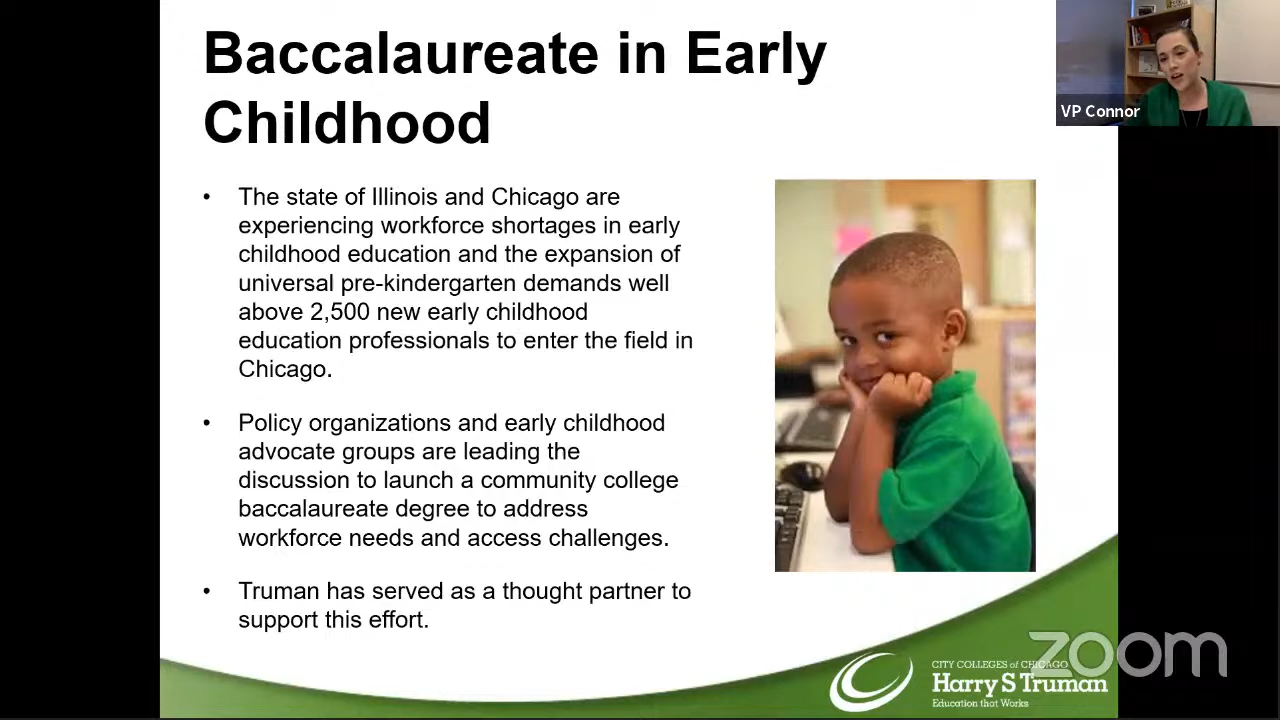 Baccalaureate in Early
Childhood
VP Connor
• The state of Illinois and Chicago are
experiencing workforce shortages in early
childhood education and the expansion of
universal pre-kindergarten demands well
above 2,500 new early childhood
education professionals to enter the field in
Chicago.
• Policy organizations and early childhood
advocate groups are leading the
discussion to launch a community college
baccalaureate degree to address
workforce needs and access challenges.
• Truman has served as a thought partner to
support this effort.
zoom
CITY COLLEGES of CHICAGO
Harry S Truman
Education that Works